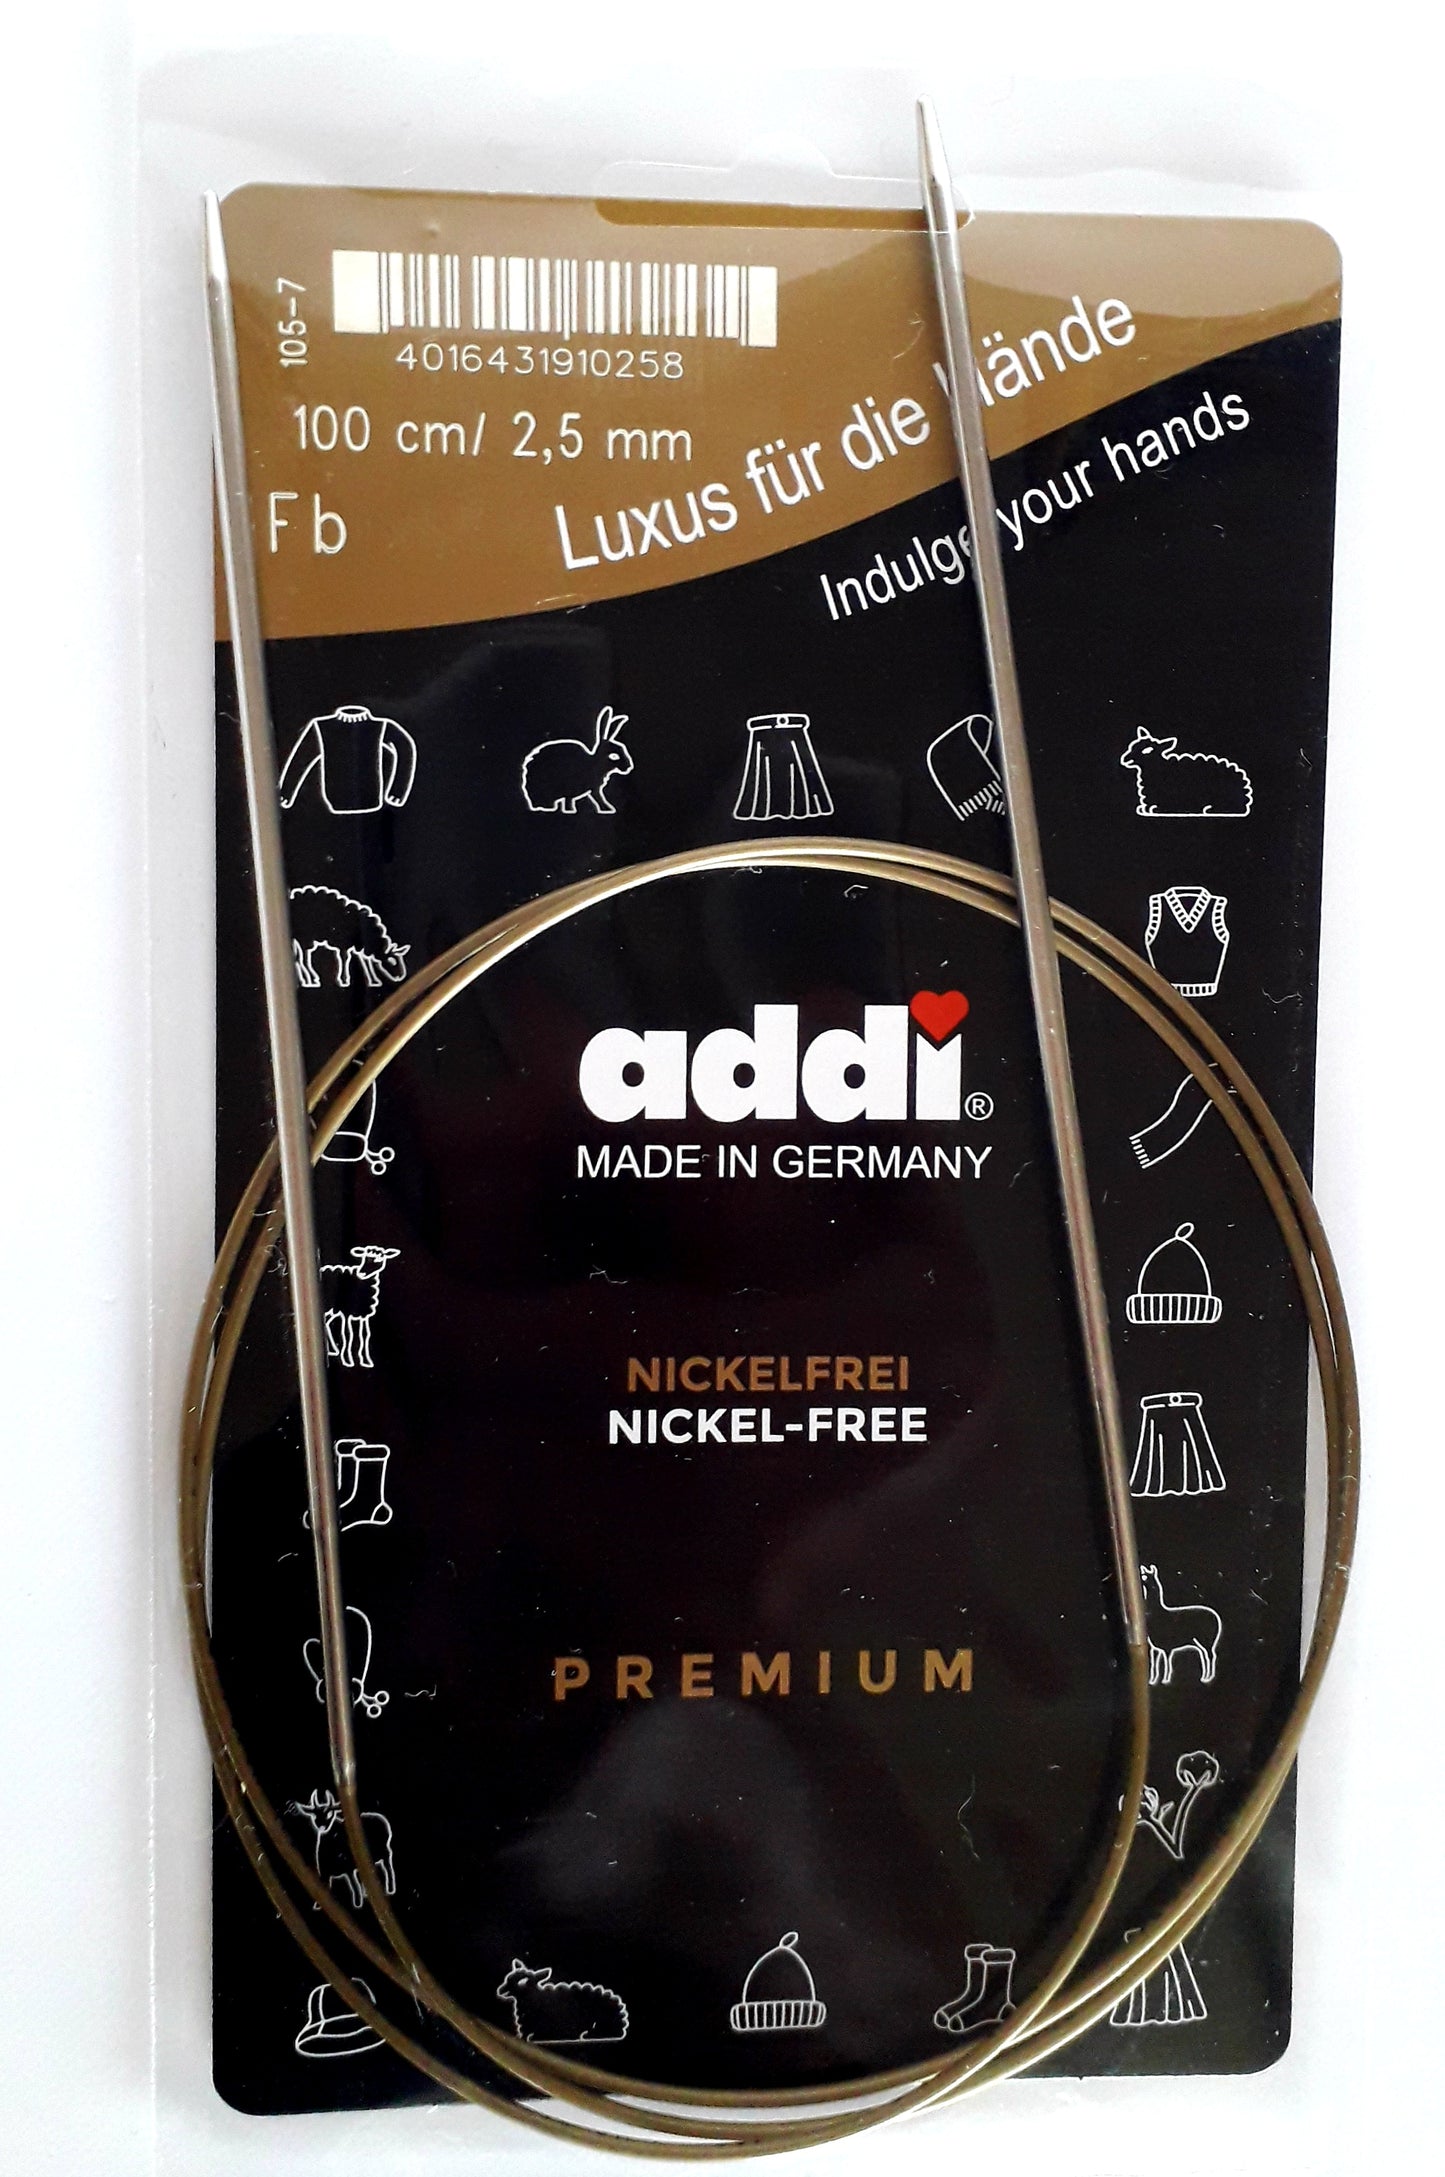 105-7
4016431910258
100 cm/ 2,5 mm
Fb
Luxus für die Hände
Indulge your hands
addi®
MADE IN GERMANY
NICKELFREI
NICKEL-FREE
PREMIUM